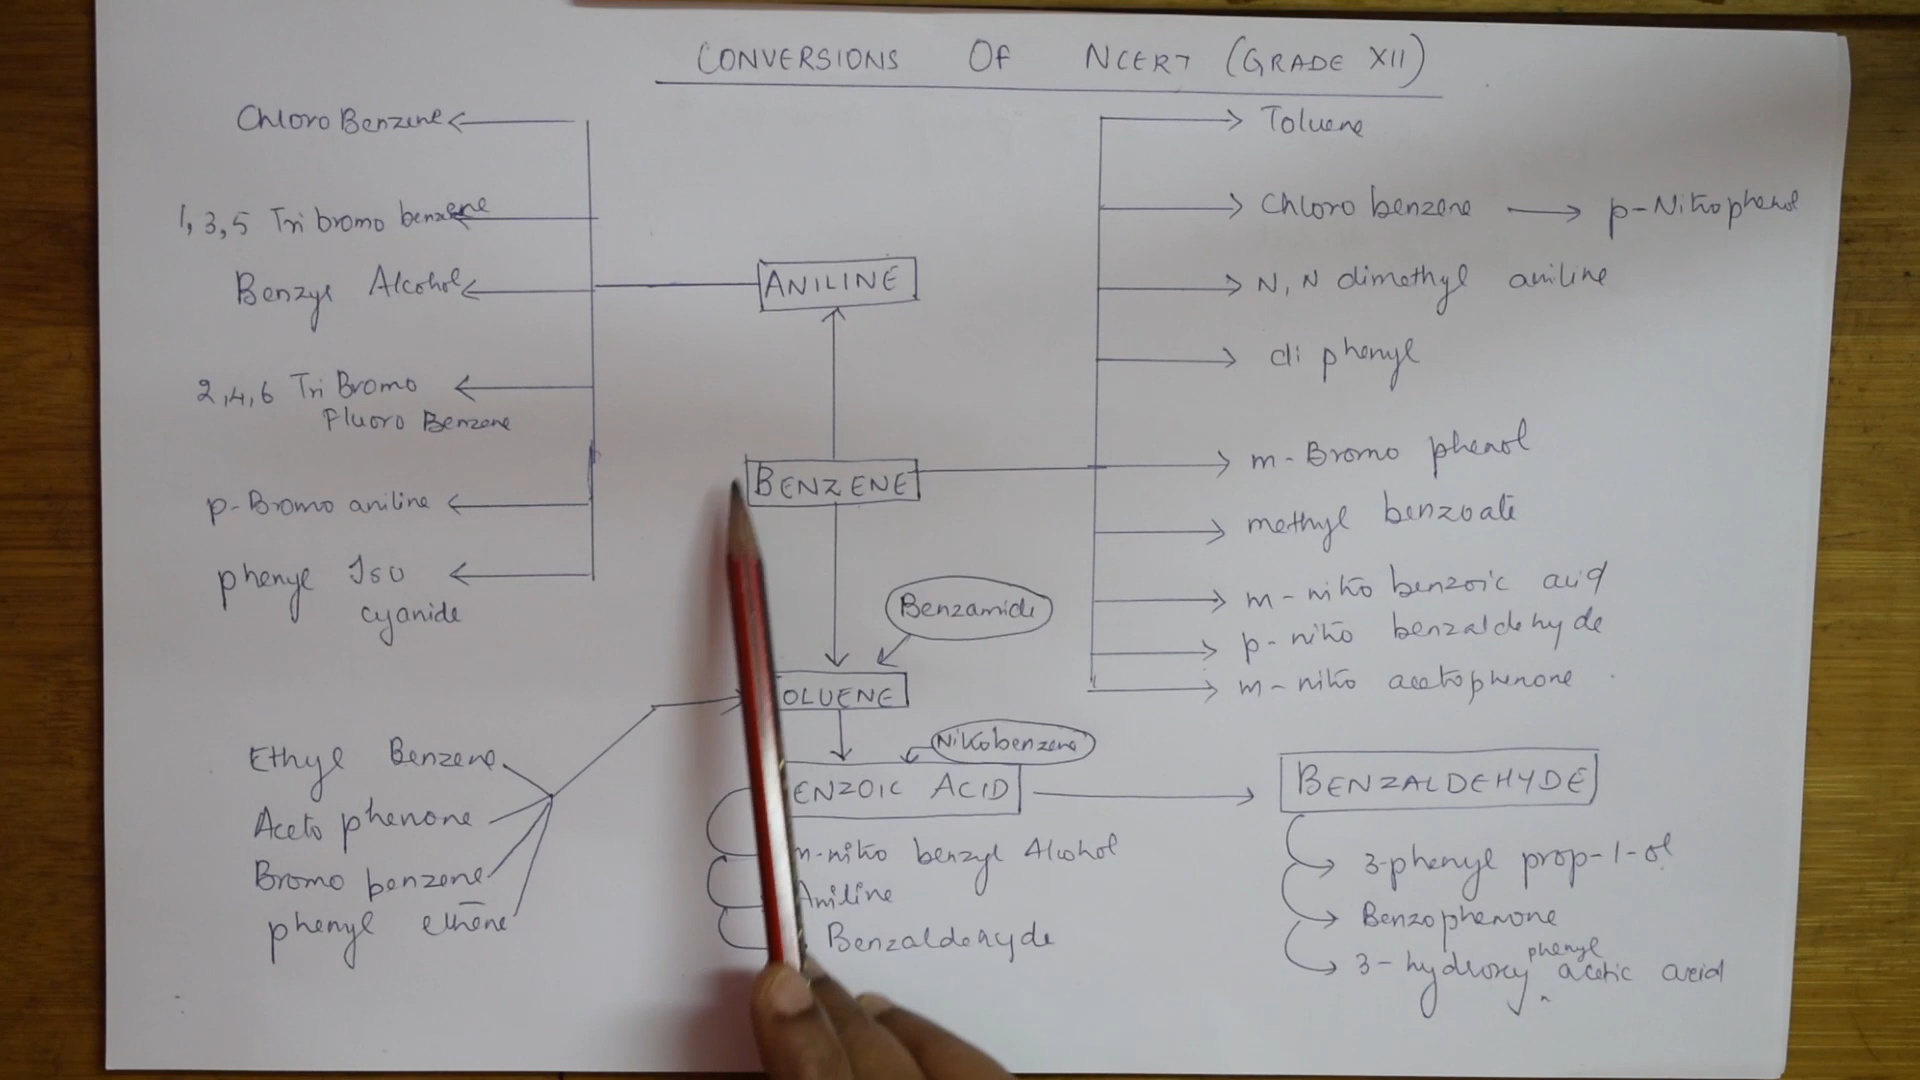 CONVERSIONS OF NCERT (GRADE XII)
Chloro Benzene
1, 3, 5 Tri bromo benzene
Benzyl Alcohol
2,4,6 Tri Bromo
Fluoro Benzene
p-Bromo aniline
phenyl Iso
cyanide
ANILINE
BENZENE
Benzamide
OLUENE
Nitrobenzene
ENZOIC ACID
m-nitro benzyl Alcohol
Aniline
Benzaldehyde
Toluene
Chloro benzene p-Nitrophenol
N, N dimethyl aniline
di phenyl
m-Bromo phenol
methyl benzoate
m-nitro benzoic acid
p-nitro benzaldehyde
m-nitro acetophenone
Ethyl Benzene
Aceto phenone
Bromo benzene
phenyl ethene
BENZALDEHYDE
3-phenyl prop-1-ol
Benzophenone
phenyl
3-hydroxy acetic acid